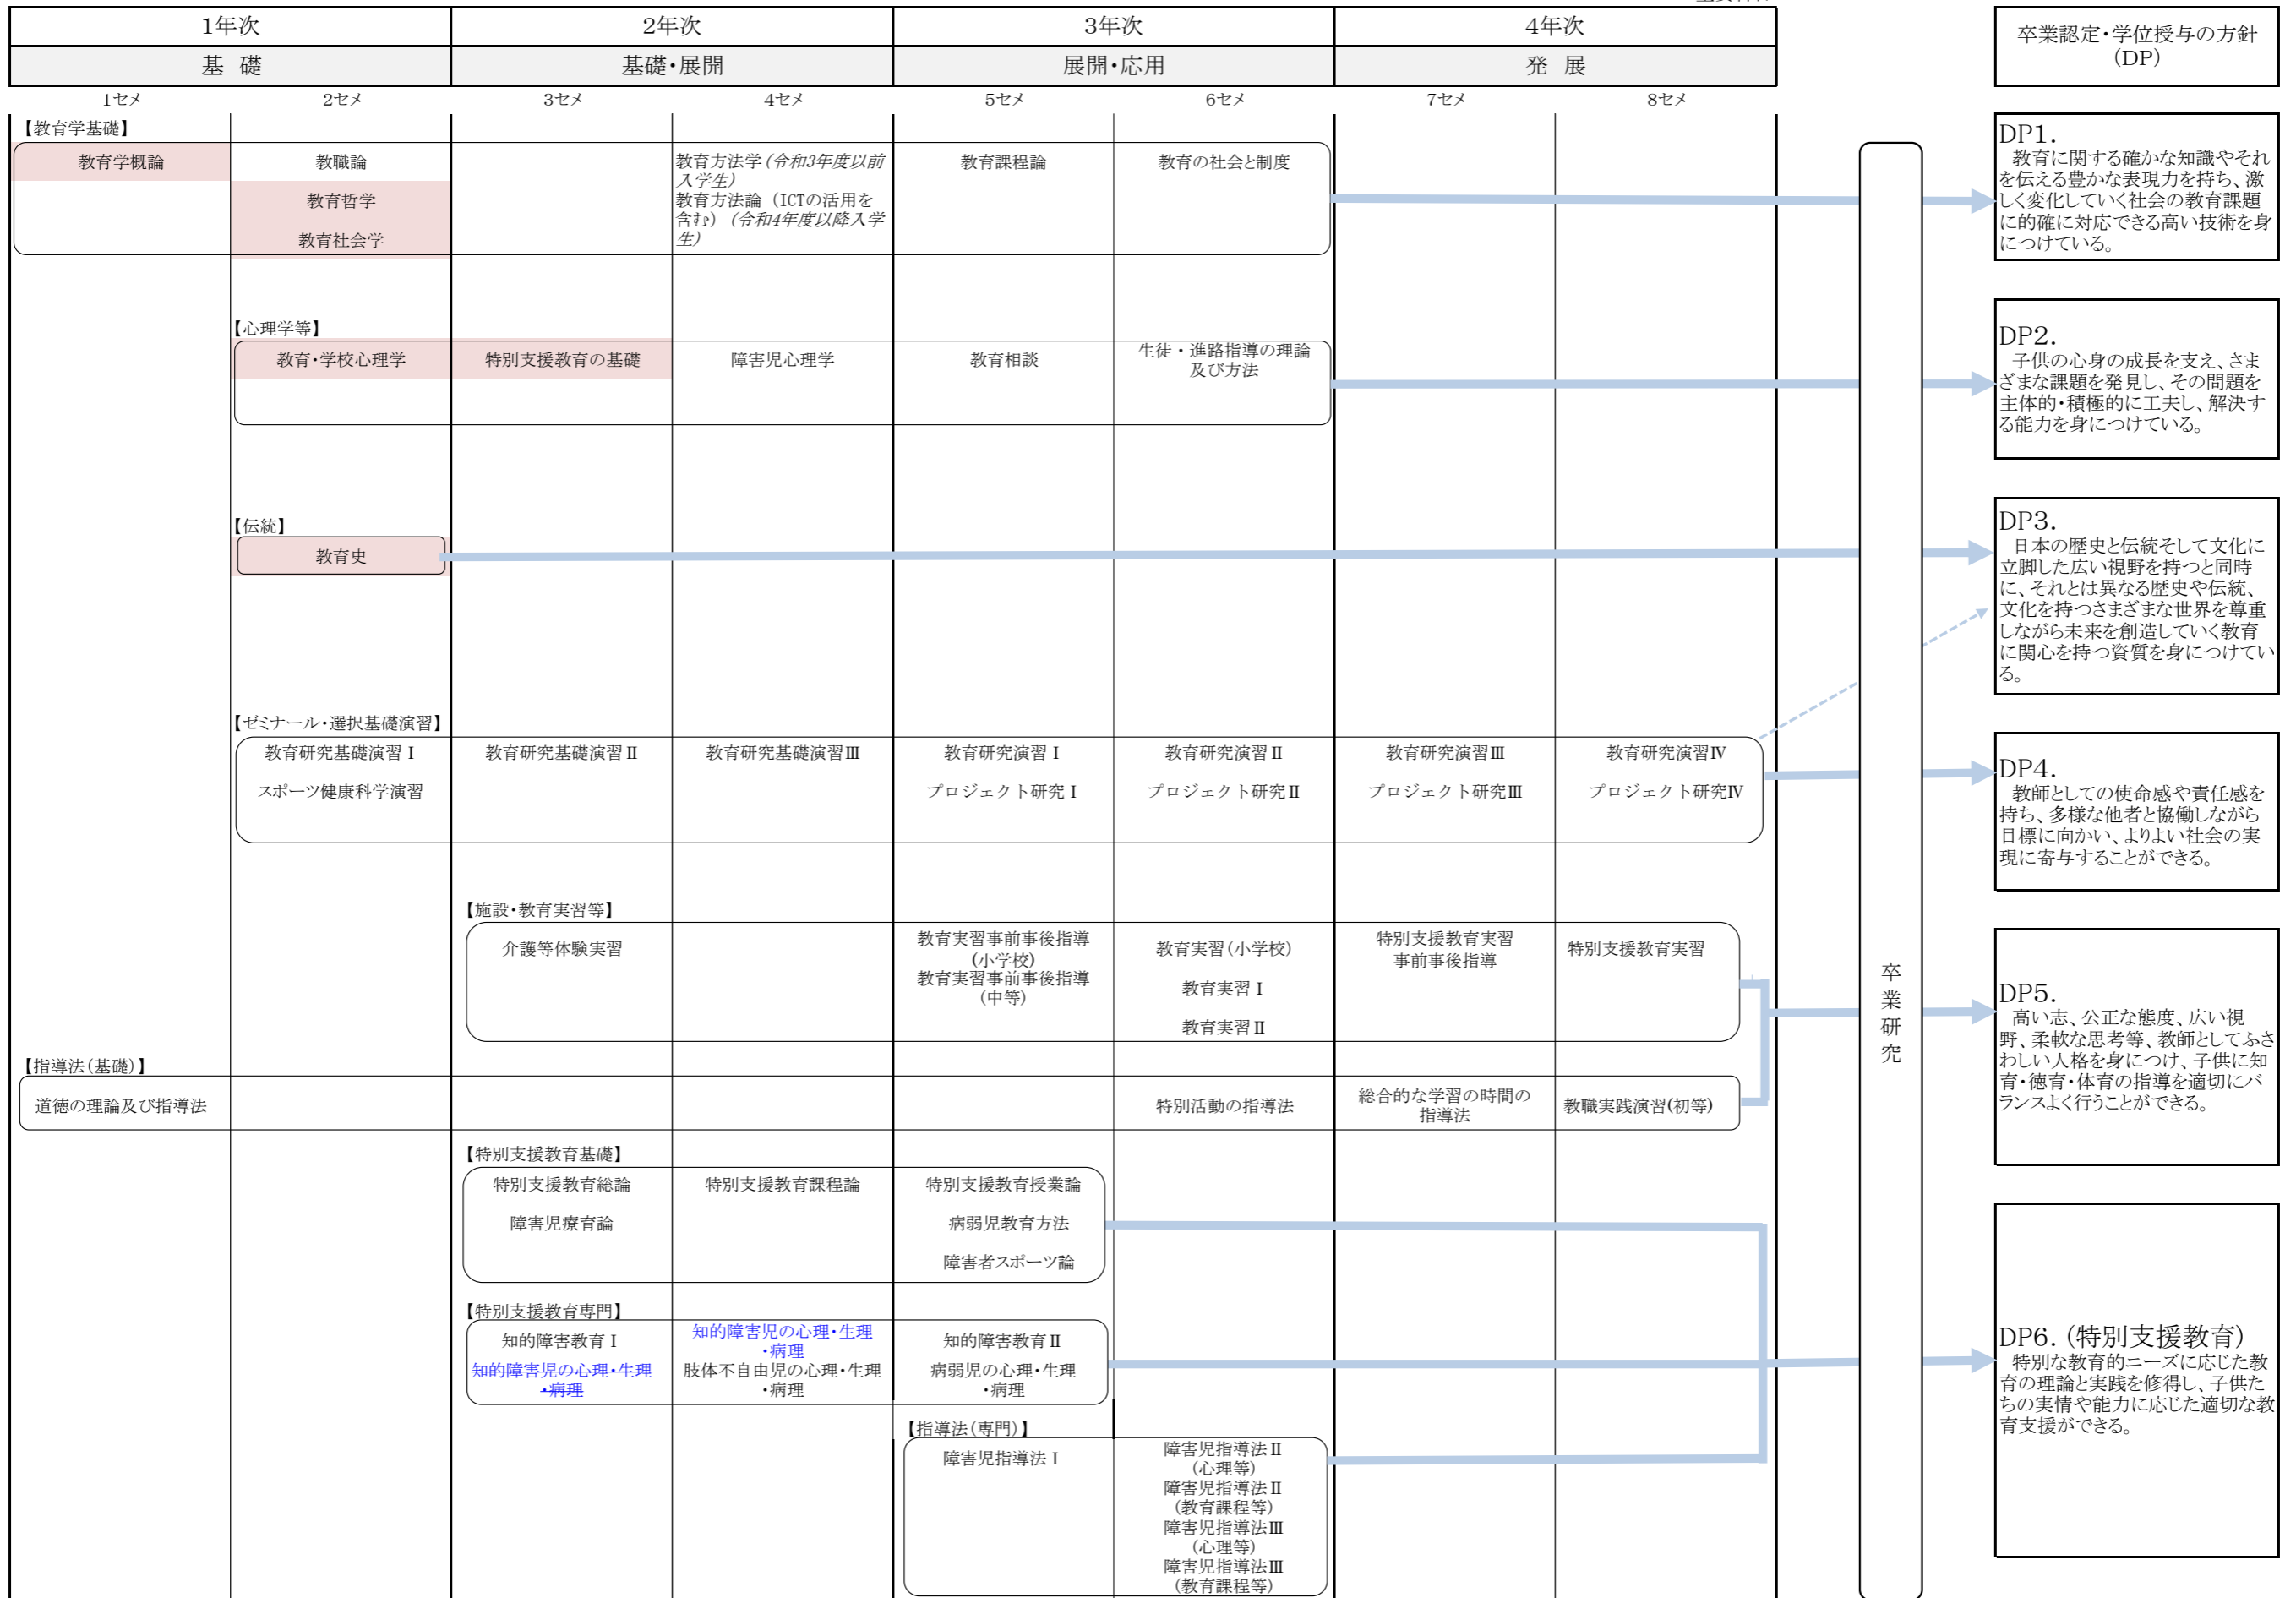 1年次 2年次 3年次 4年次
基 礎 基礎・展開 展開・応用 発 展
卒業認定・学位授与の方針
(DP)
1セメ 2セメ 3セメ 4セメ 5セメ 6セメ 7セメ 8セメ
【教育学基礎】
教育学概論
教職論
教育哲学
教育社会学
教育方法学(令和3年度以前
入学生)
教育方法論（ICTの活用を
含む）(令和4年度以降入学
生)
教育課程論
教育の社会と制度
DP1.
教育に関する確かな知識やそれ
を伝える豊かな表現力を持ち、激
しく変化していく社会の教育課題
に的確に対応できる高い技術を身
につけている。
【心理学等】
教育・学校心理学
特別支援教育の基礎
障害児心理学
教育相談
生徒・進路指導の理論
及び方法
DP2.
子供の心身の成長を支え、さま
ざまな課題を発見し、その問題を
主体的・積極的に工夫し、解決す
る能力を身につけている。
【伝統】
教育史
DP3.
日本の歴史と伝統そして文化に
立脚した広い視野を持つと同時
に、それとは異なる歴史や伝統、
文化を持つさまざまな世界を尊重
しながら未来を創造していく教育
に関心を持つ資質を身につけてい
る。
【ゼミナール・選択基礎演習】
教育研究基礎演習Ⅰ
スポーツ健康科学演習
教育研究基礎演習Ⅱ
教育研究基礎演習Ⅲ
教育研究演習Ⅰ
プロジェクト研究Ⅰ
教育研究演習Ⅱ
プロジェクト研究Ⅱ
教育研究演習Ⅲ
プロジェクト研究Ⅲ
教育研究演習Ⅳ
プロジェクト研究Ⅳ
DP4.
教師としての使命感や責任感を
持ち、多様な他者と協働しながら
目標に向かい、よりよい社会の実
現に寄与することができる。
【施設・教育実習等】
介護等体験実習
教育実習事前事後指導
(小学校)
教育実習事前事後指導
(中等)
教育実習(小学校)
教育実習Ⅰ
教育実習Ⅱ
特別支援教育実習
事前事後指導
特別支援教育実習
卒
業
研
究
DP5.
高い志、公正な態度、広い視
野、柔軟な思考等、教師としてふさ
わしい人格を身につけ、子供に知
育・徳育・体育の指導を適切にバ
ランスよく行うことができる。
【指導法(基礎)】
道徳の理論及び指導法
特別活動の指導法
総合的な学習の時間の
指導法
教職実践演習(初等)
【特別支援教育基礎】
特別支援教育総論
障害児療育論
特別支援教育課程論
特別支援教育授業論
病弱児教育方法
障害者スポーツ論
【特別支援教育専門】
知的障害教育Ⅰ
知的障害児の心理・生理
・病理
知的障害児の心理・生理
・病理
肢体不自由児の心理・生理
・病理
知的障害教育Ⅱ
病弱児の心理・生理
・病理
DP6.(特別支援教育)
特別な教育的ニーズに応じた教
育の理論と実践を修得し、子供た
ちの実情や能力に応じた適切な教
育支援ができる。
【指導法(専門)】
障害児指導法Ⅰ
障害児指導法Ⅱ
(心理等)
障害児指導法Ⅱ
(教育課程等)
障害児指導法Ⅲ
(心理等)
障害児指導法Ⅲ
(教育課程等)